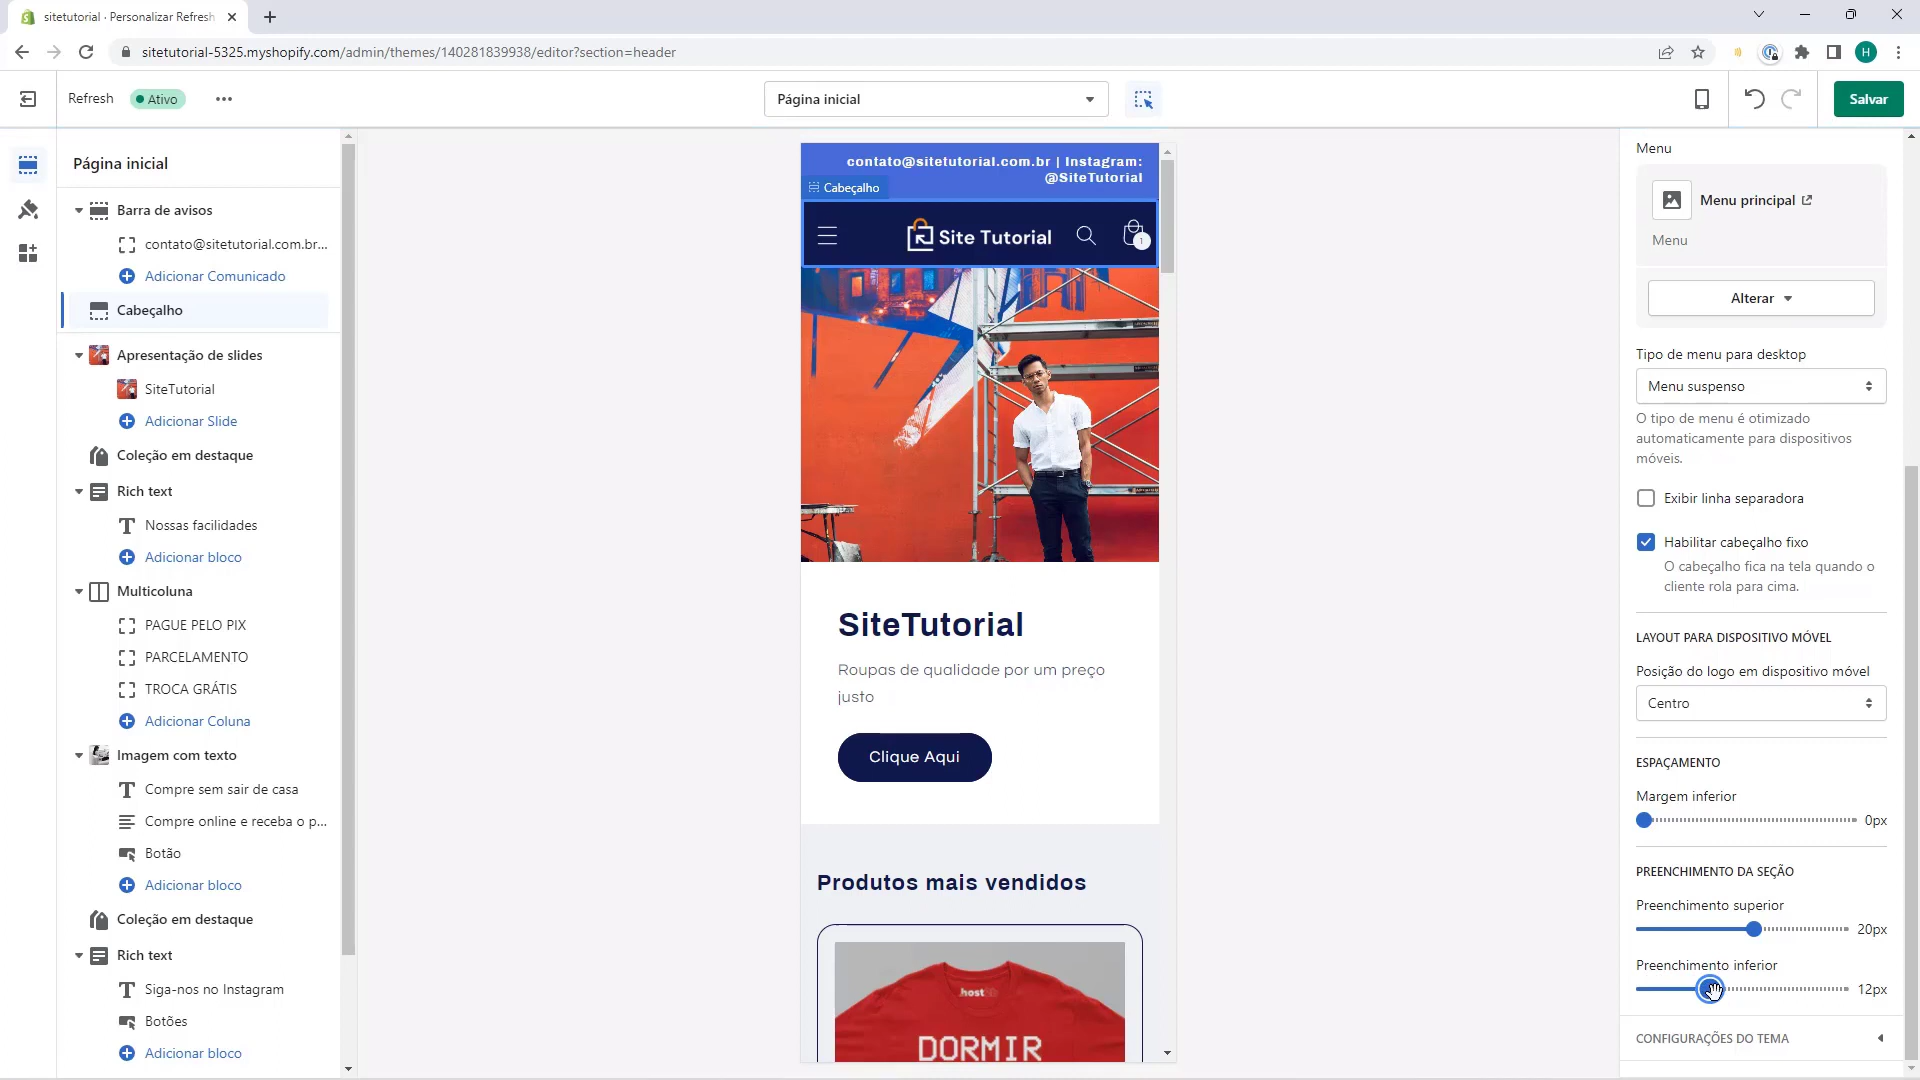 sitetutorial · Personalizar Refresh
sitetutorial-5325.myshopify.com/admin/themes/140281839938/editor?section=header
H
Refresh
Ativo
Página inicial
Salvar
Página inicial
Barra de avisos
contato@sitetutorial.com.br...
Adicionar Comunicado
Cabeçalho
Apresentação de slides
SiteTutorial
Adicionar Slide
Coleção em destaque
Rich text
Nossas facilidades
Adicionar bloco
Multicoluna
PAGUE PELO PIX
PARCELAMENTO
TROCA GRÁTIS
Adicionar Coluna
Imagem com texto
Compre sem sair de casa
Compre online e receba o p...
Botão
Adicionar bloco
Coleção em destaque
Rich text
Siga-nos no Instagram
Botões
Adicionar bloco
contato@sitetutorial.com.br | Instagram:
@SiteTutorial
Cabeçalho
Site Tutorial
1
SiteTutorial
Roupas de qualidade por um preço
justo
Clique Aqui
Produtos mais vendidos
.host
DORMIR
Menu
Menu principal
Menu
Alterar
Tipo de menu para desktop
Menu suspenso
O tipo de menu é otimizado
automaticamente para dispositivos
móveis.
Exibir linha separadora
Habilitar cabeçalho fixo
O cabeçalho fica na tela quando o
cliente rola para cima.
LAYOUT PARA DISPOSITIVO MÓVEL
Posição do logo em dispositivo móvel
Centro
ESPAÇAMENTO
Margem inferior
0px
PREENCHIMENTO DA SEÇÃO
Preenchimento superior
20px
Preenchimento inferior
12px
CONFIGURAÇÕES DO TEMA